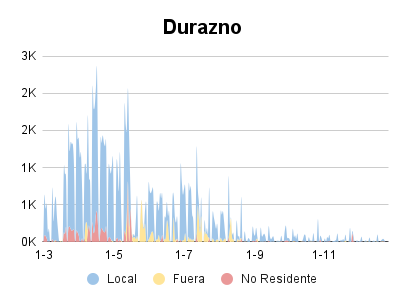 Durazno
3K
2K
2K
1K
1K
0K
1-3 1-5 1-7 1-9 1-11
Local Fuera No Residente